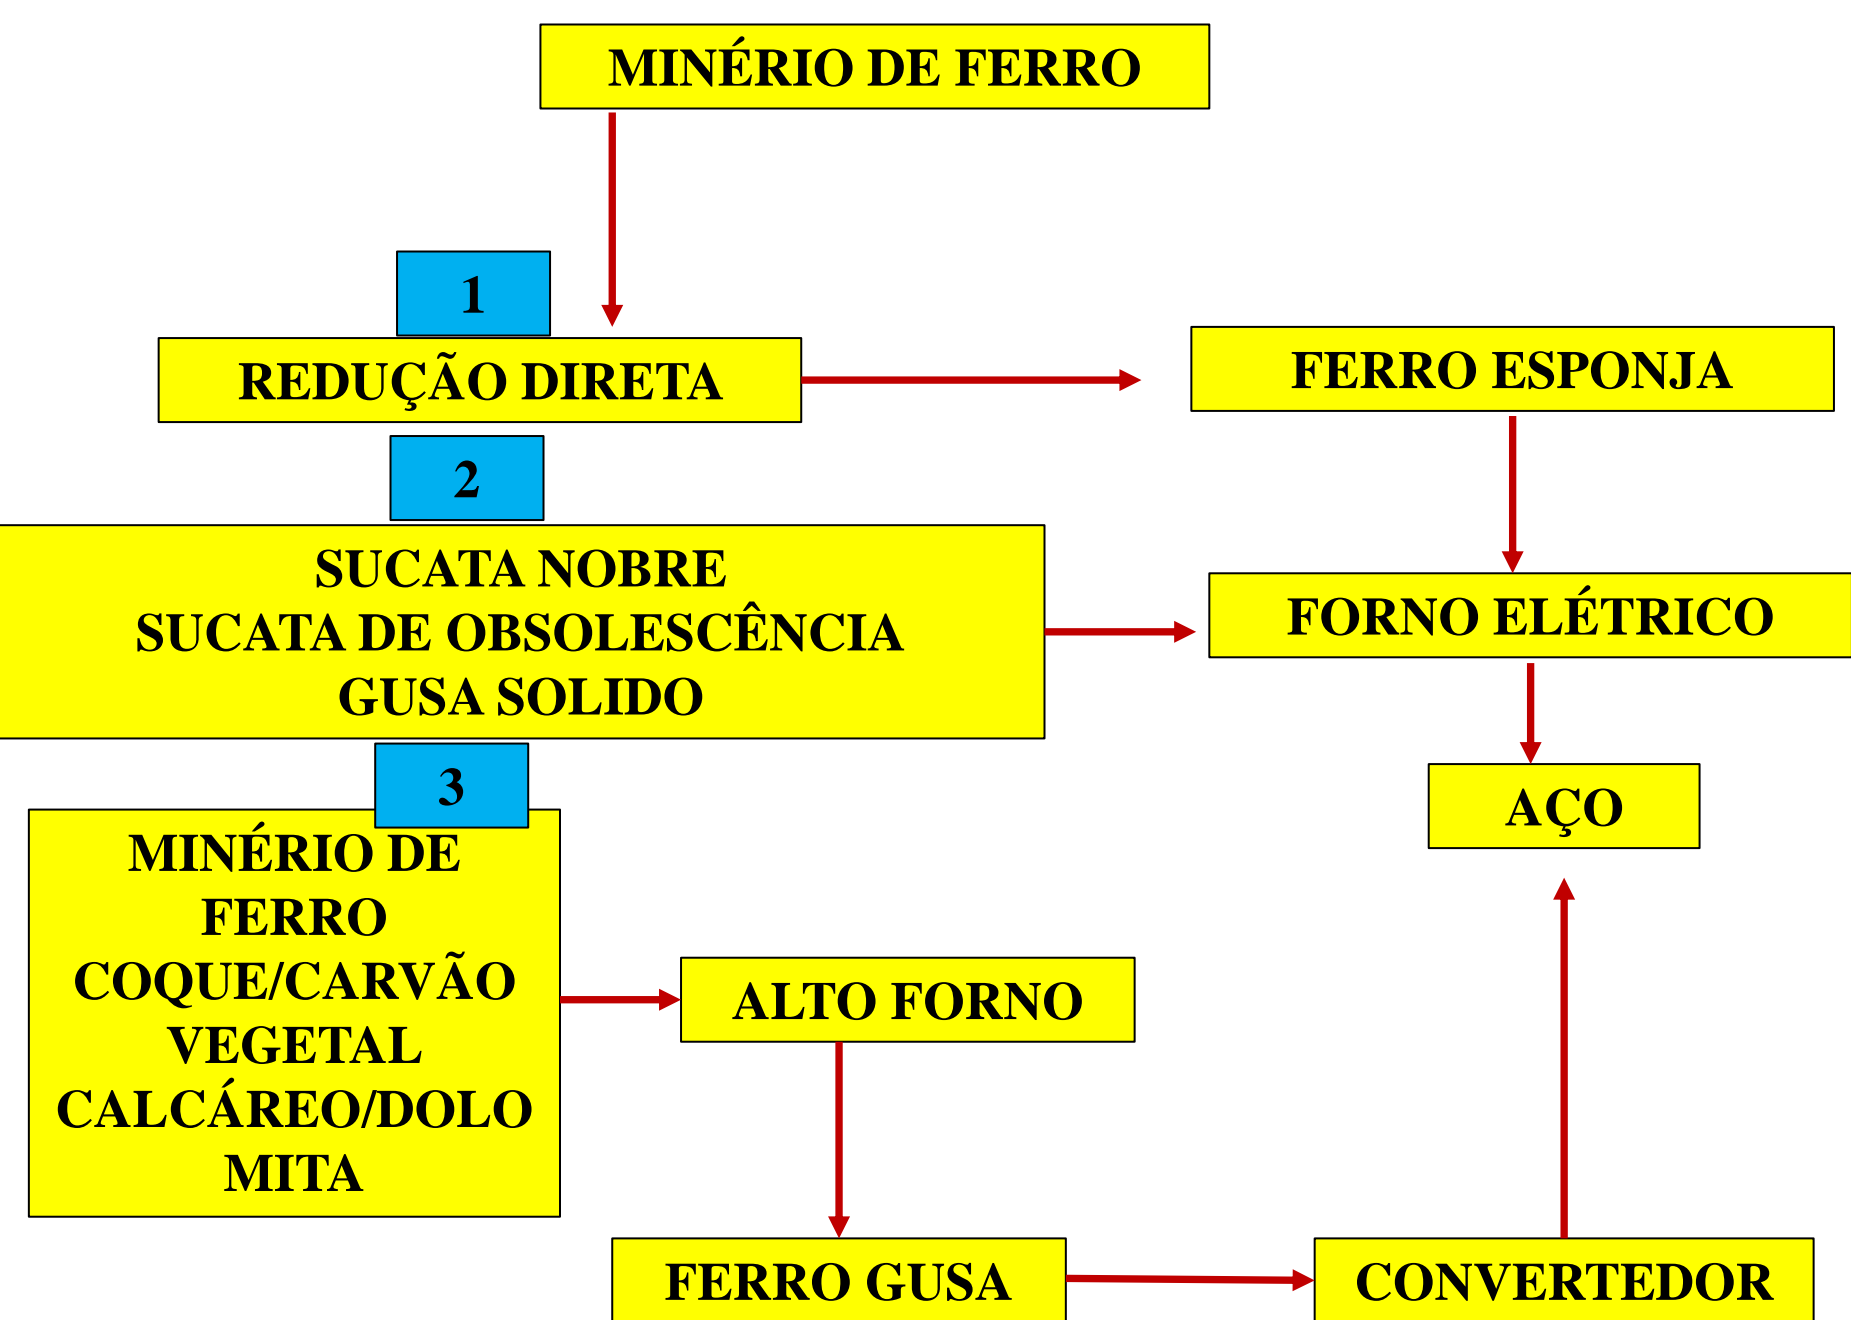 MINÉRIO DE FERRO
1
REDUÇÃO DIRETA
FERRO ESPONJA
2
SUCATA NOBRE
SUCATA DE OBSOLESCÊNCIA
GUSA SOLIDO
FORNO ELÉTRICO
3
AÇO
MINÉRIO DE
FERRO
COQUE/CARVÃO
VEGETAL
CALCÁREO/DOLO
MITA
ALTO FORNO
FERRO GUSA
CONVERTEDOR